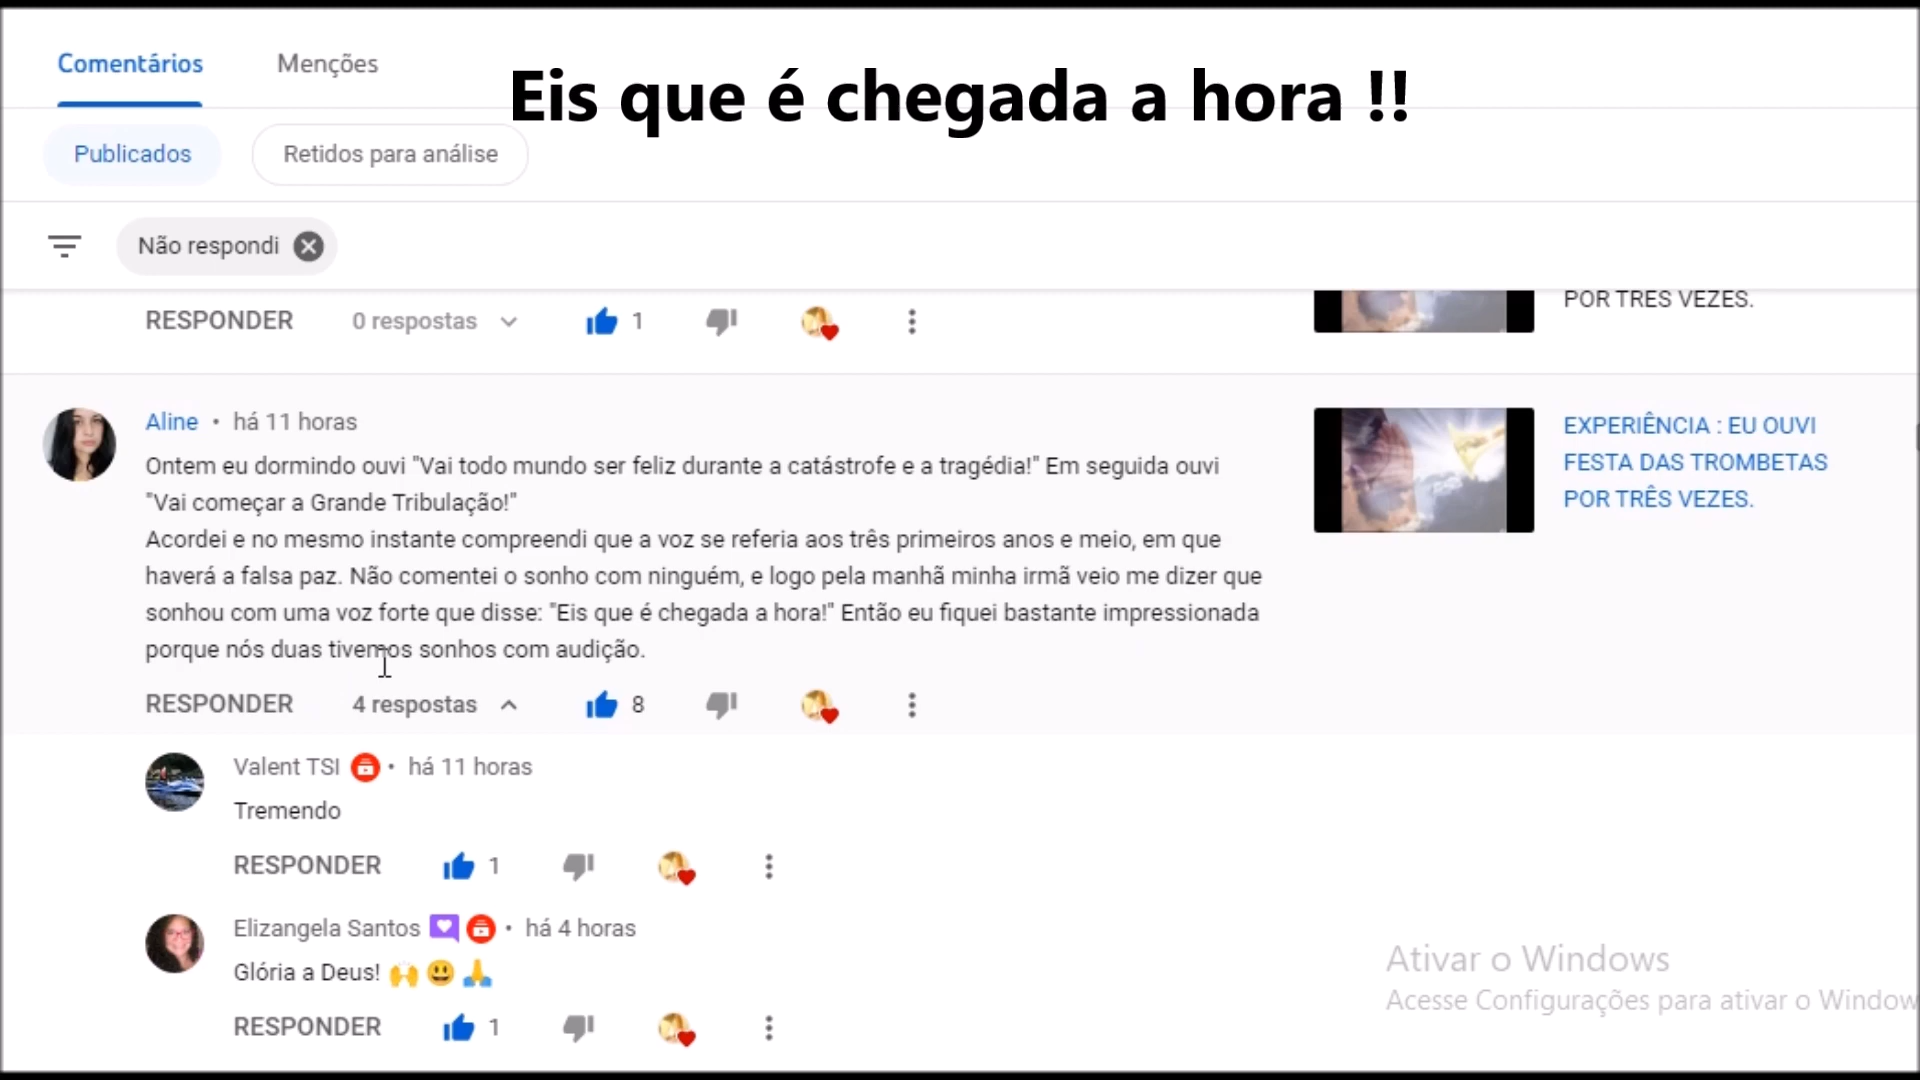 Comentários Menções
Eis que é chegada a hora !!
Publicados Retidos para análise
Não respondi
POR TRES VEZES.
RESPONDER 0 respostas 1
Aline • há 11 horas
Ontem eu dormindo ouvi "Vai todo mundo ser feliz durante a catástrofe e a tragédia!" Em seguida ouvi
"Vai começar a Grande Tribulação!"
Acordei e no mesmo instante compreendi que a voz se referia aos três primeiros anos e meio, em que
haverá a falsa paz. Não comentei o sonho com ninguém, e logo pela manhã minha irmã veio me dizer que
sonhou com uma voz forte que disse: "Eis que é chegada a hora!" Então eu fiquei bastante impressionada
porque nós duas tivemos sonhos com audição.
EXPERIÊNCIA : EU OUVI
FESTA DAS TROMBETAS
POR TRÊS VEZES.
RESPONDER 4 respostas 8
Valent TSI • há 11 horas
Tremendo
RESPONDER 1
Elizangela Santos • há 4 horas
Glória a Deus! 🙌 😃 🙏
RESPONDER 1
Ativar o Windows
Acesse Configurações para ativar o Window